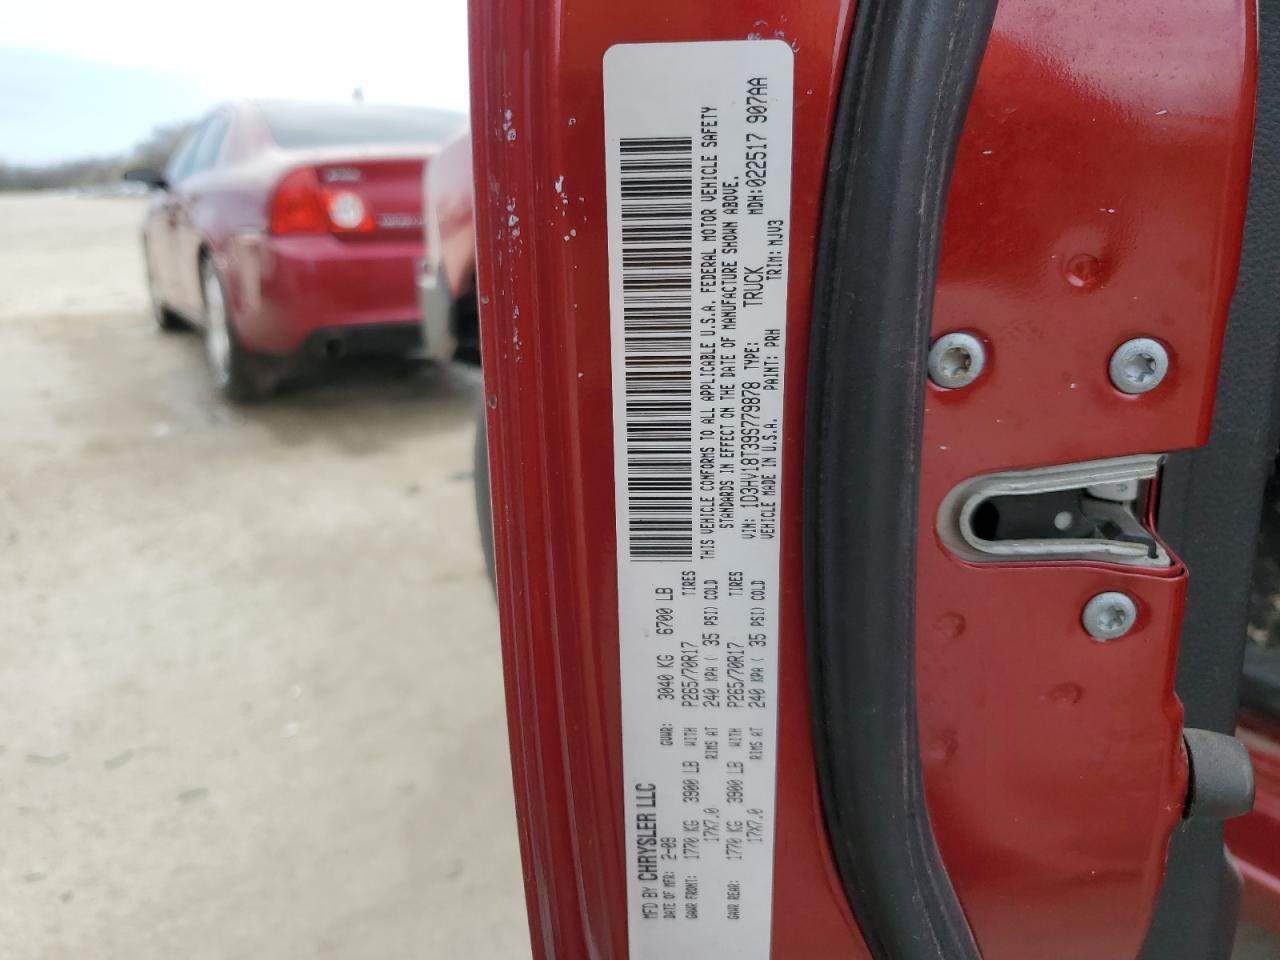 MFD BY CHRYSLER LLC
DATE OF MFR: 2-09 GVWR: 3040 KG 6700 LB
GAWR FRONT: 1770 KG 3900 LB WITH P265/70R17 TIRES
17X7.0 RIMS AT 240 KPA ( 35 PSI) COLD
GAWR REAR: 1770 KG 3900 LB WITH P265/70R17 TIRES
17X7.0 RIMS AT 240 KPA ( 35 PSI) COLD
THIS VEHICLE CONFORMS TO ALL APPLICABLE U.S.A. FEDERAL MOTOR VEHICLE SAFETY
STANDARDS IN EFFECT ON THE DATE OF MANUFACTURE SHOWN ABOVE.
VIN: 1D3HV18T39S779878 TYPE: TRUCK MDH:022517 907AA
VEHICLE MADE IN U.S.A. PAINT: PRH TRIM: MJV3